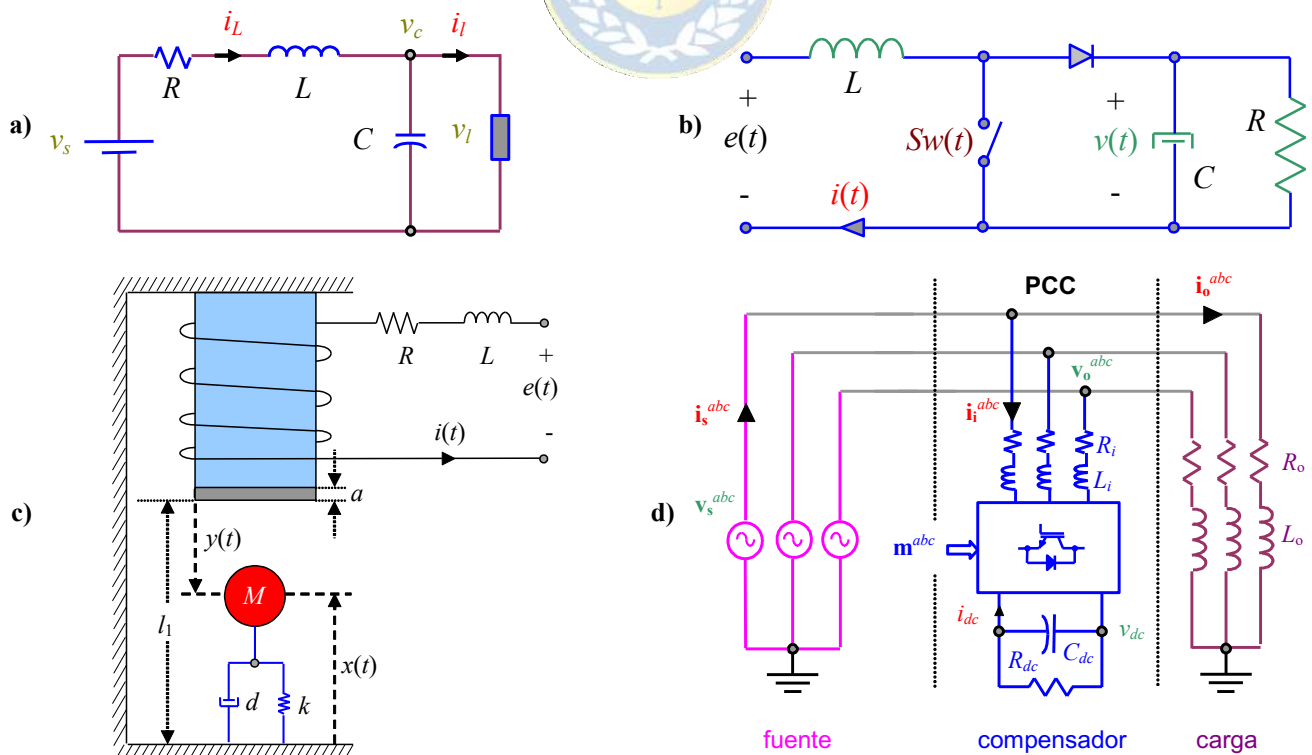 a)
i_L
v_c
i_l
R
L
v_s
C
v_l
b)
L
+
e(t)
-
Sw(t)
i(t)
+
v(t)
-
C
R
c)
R
L
+
e(t)
-
i(t)
a
y(t)
l_1
M
x(t)
d
k
d)
PCC
i_o^abc
v_o^abc
i_s^abc
i_i^abc
R_i
L_i
v_s^abc
m^abc
R_o
L_o
i_dc
v_dc
C_dc
R_dc
fuente
compensador
carga